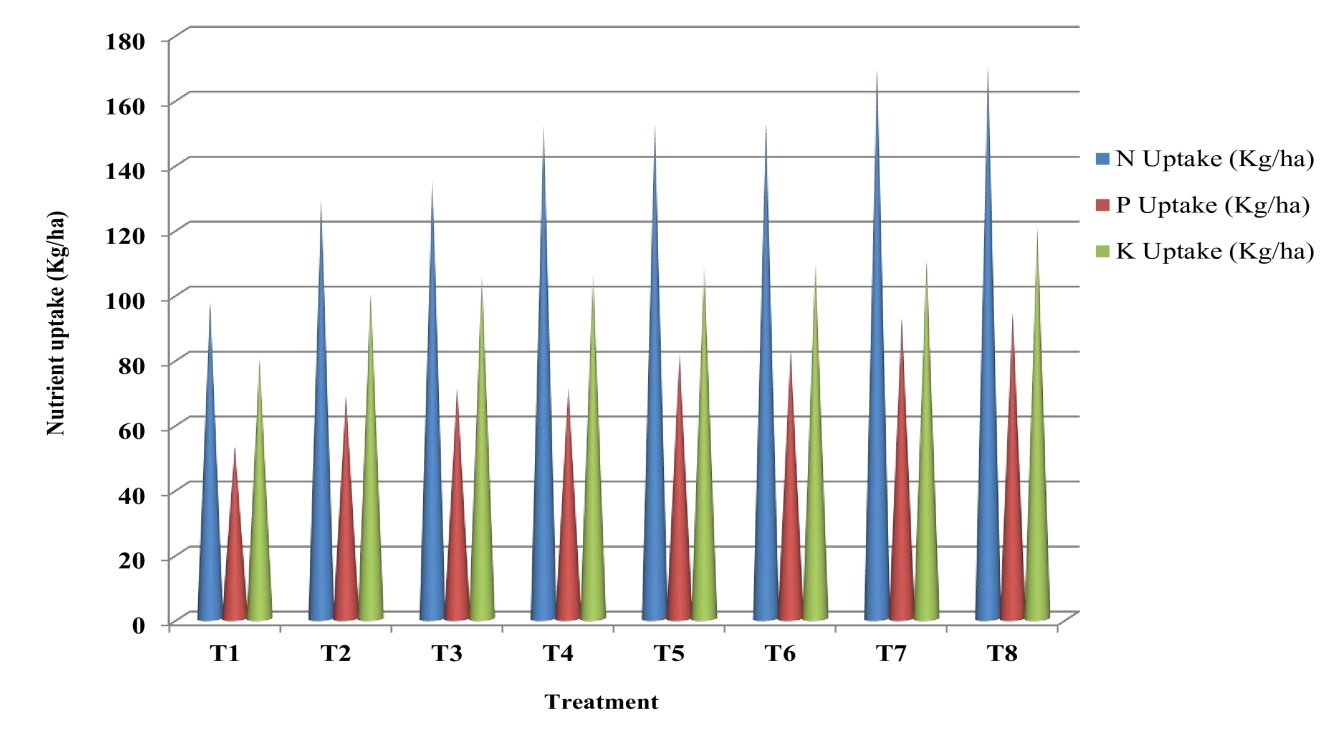 180
160
140
120
100
80
60
40
20
0
Nutrient uptake (Kg/ha)
T1 T2 T3 T4 T5 T6 T7 T8
Treatment
N Uptake (Kg/ha)
P Uptake (Kg/ha)
K Uptake (Kg/ha)